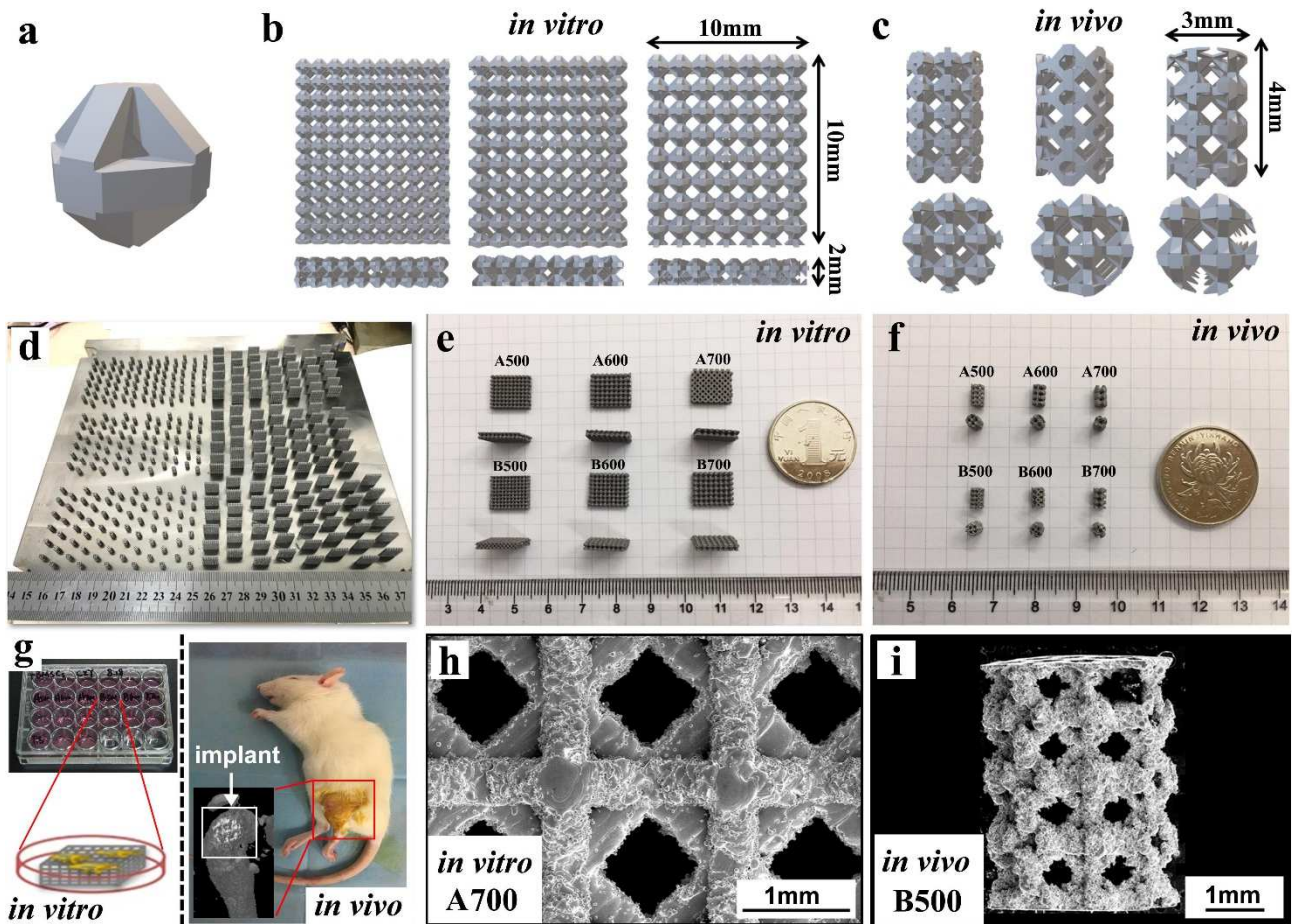 a
b
in vitro
10mm
10mm
2mm
c
in vivo
3mm
4mm
d
14 15 16 17 18 19 20 21 22 23 24 25 26 27 28 29 30 31 32 33 34 35 36 37
e
in vitro
A500 A600 A700
B500 B600 B700
YI YUAN
1 元
2008
3 4 5 6 7 8 9 10 11 12 13 14 15
f
in vivo
A500 A600 A700
B500 B600 B700
5 6 7 8 9 10 11 12 13 14
g
in vitro
implant
in vivo
h
in vitro
A700
1mm
i
in vivo
B500
1mm